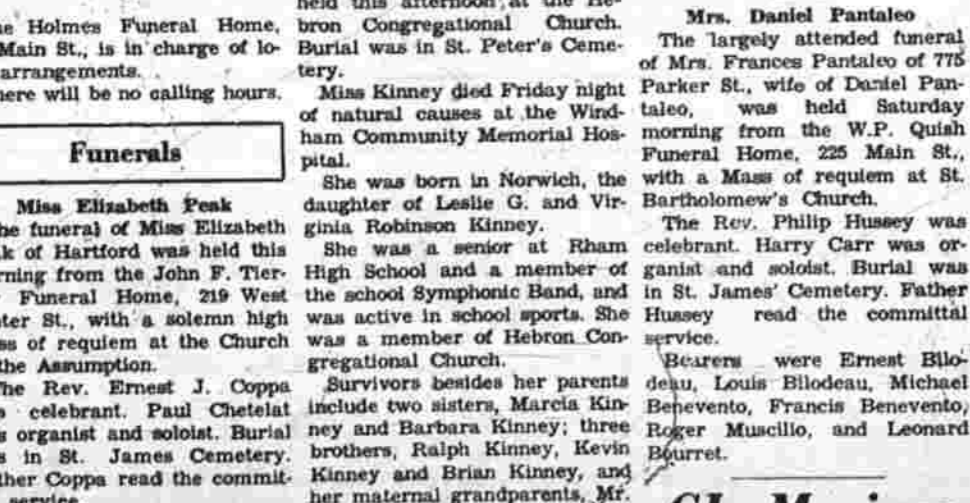 Holmes Funeral Home,
Main St., is in charge of lo-
arrangements.
will be no calling hours.
Funerals
Miss Elizabeth Peak
funeral of Miss Elizabeth
of Hartford was held this
from the John F. Tier-
Funeral Home, 219 West
St., with a solemn high
of requiem at the Church
the Assumption.
Rev. Ernest J. Coppa
celebrant. Paul Chetelat
organist and soloist. Burial
in St. James Cemetery.
Coppa read the commit-
service.
held this afternoon at the He-
bron Congregational Church.
Burial was in St. Peter's Ceme-
tery.
Miss Kinney died Friday night
of natural causes at the Wind-
ham Community Memorial Hos-
pital.
She was born in Norwich, the
daughter of Leslie G. and Vir-
ginia Robinson Kinney.
She was a senior at Rham
High School and a member of
the school Symphonic Band, and
was active in school sports. She
was a member of Hebron Con-
gregational Church.
Survivors besides her parents
include two sisters, Marcia Kin-
ney and Barbara Kinney; three
brothers, Ralph Kinney, Kevin
Kinney and Brian Kinney, and
her maternal grandparents, Mr.
Mrs. Daniel Pantaleo
The largely attended funeral
of Mrs. Frances Pantaleo of 775
Parker St., wife of Daniel Pan-
taleo, was held Saturday
morning from the W.P. Quish
Funeral Home, 225 Main St.,
with a Mass of requiem at St.
Bartholomew's Church.
The Rev. Philip Hussey was
celebrant. Harry Carr was or-
ganist and soloist. Burial was
in St. James' Cemetery. Father
Hussey read the committal
service.
Bearers were Ernest Bilo-
deau, Louis Bilodeau, Michael
Benevento, Francis Benevento,
Roger Muscillo, and Leonard
Bourret.